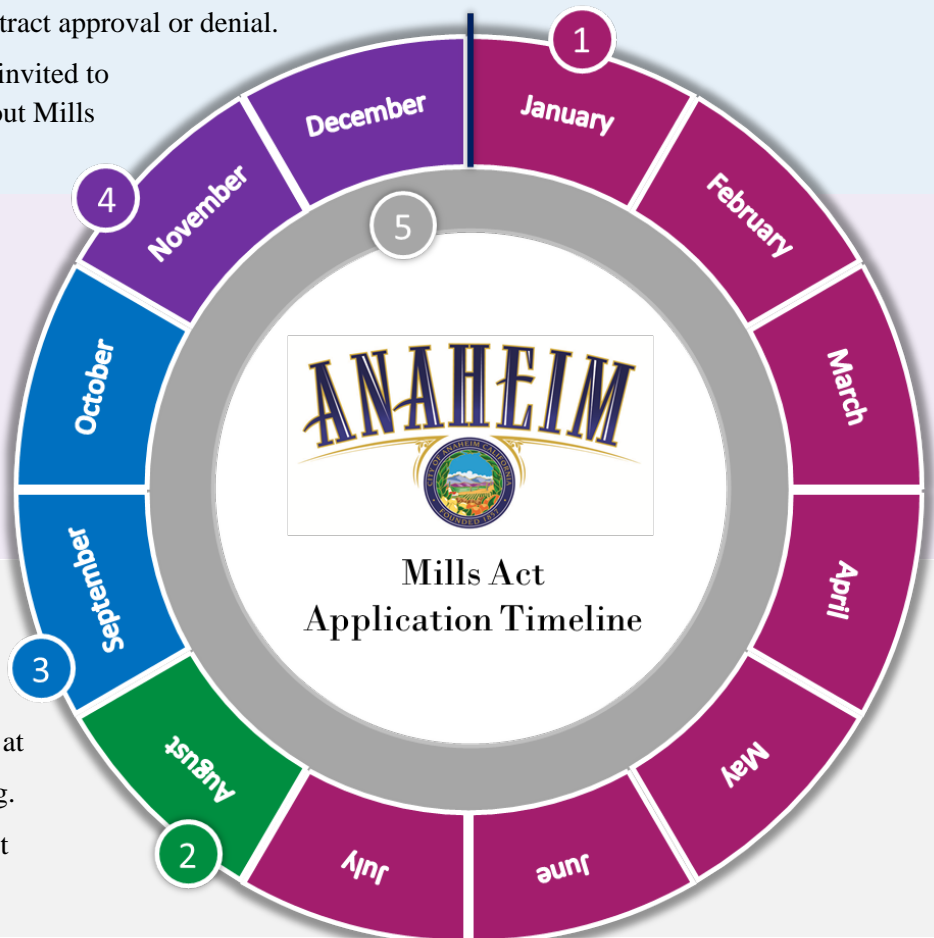 tract approval or denial.
invited to
out Mills
1
January
February
March
April
May
June
July
2
August
3
September
October
4
November
December
5
ANAHEIM
CITY OF ANAHEIM CALIFORNIA
FOUNDED 1857
Mills Act
Application Timeline
at
g.
t